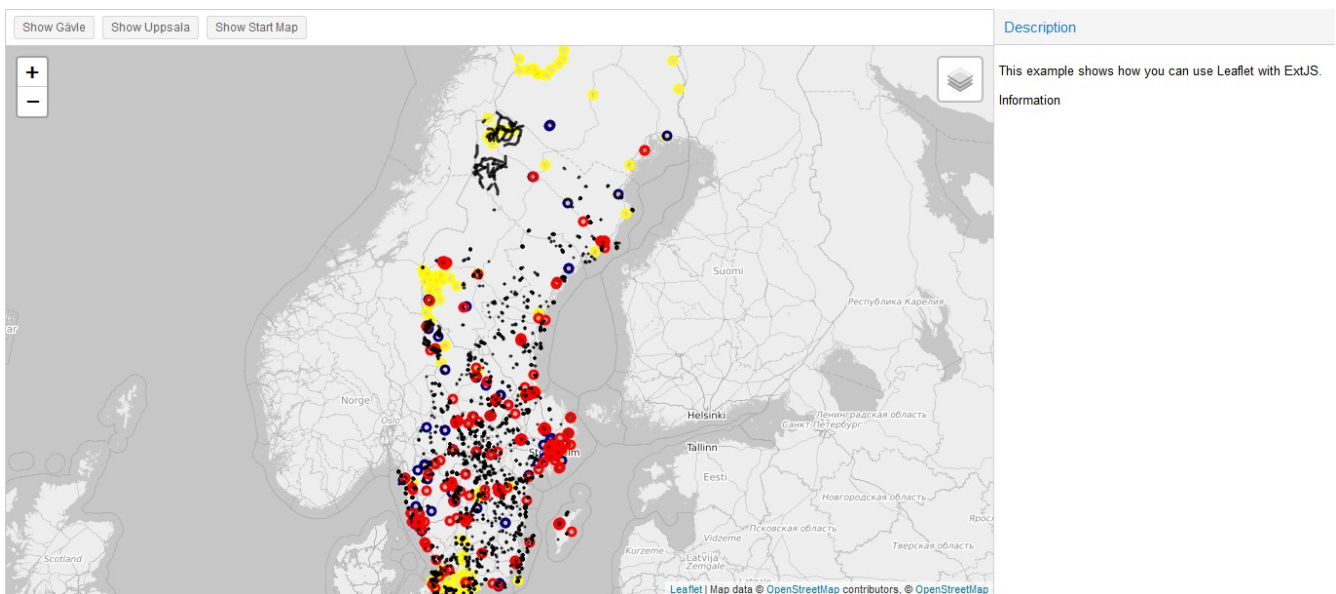 Show Gävle Show Uppsala Show Start Map
Description
+
−
This example shows how you can use Leaflet with ExtJS.
Information
Suomi
Республика Карелия
ar
Norge
Oslo
Helsinki
Ленинградская область
Санкт-Петербург
Tallinn
Eesti
Новгородская область
Псковская область
Vidzeme
Тверская область
Kurzeme
Latvija
Zemgale
Scotland
Leaflet | Map data © OpenStreetMap contributors, © OpenStreetMap